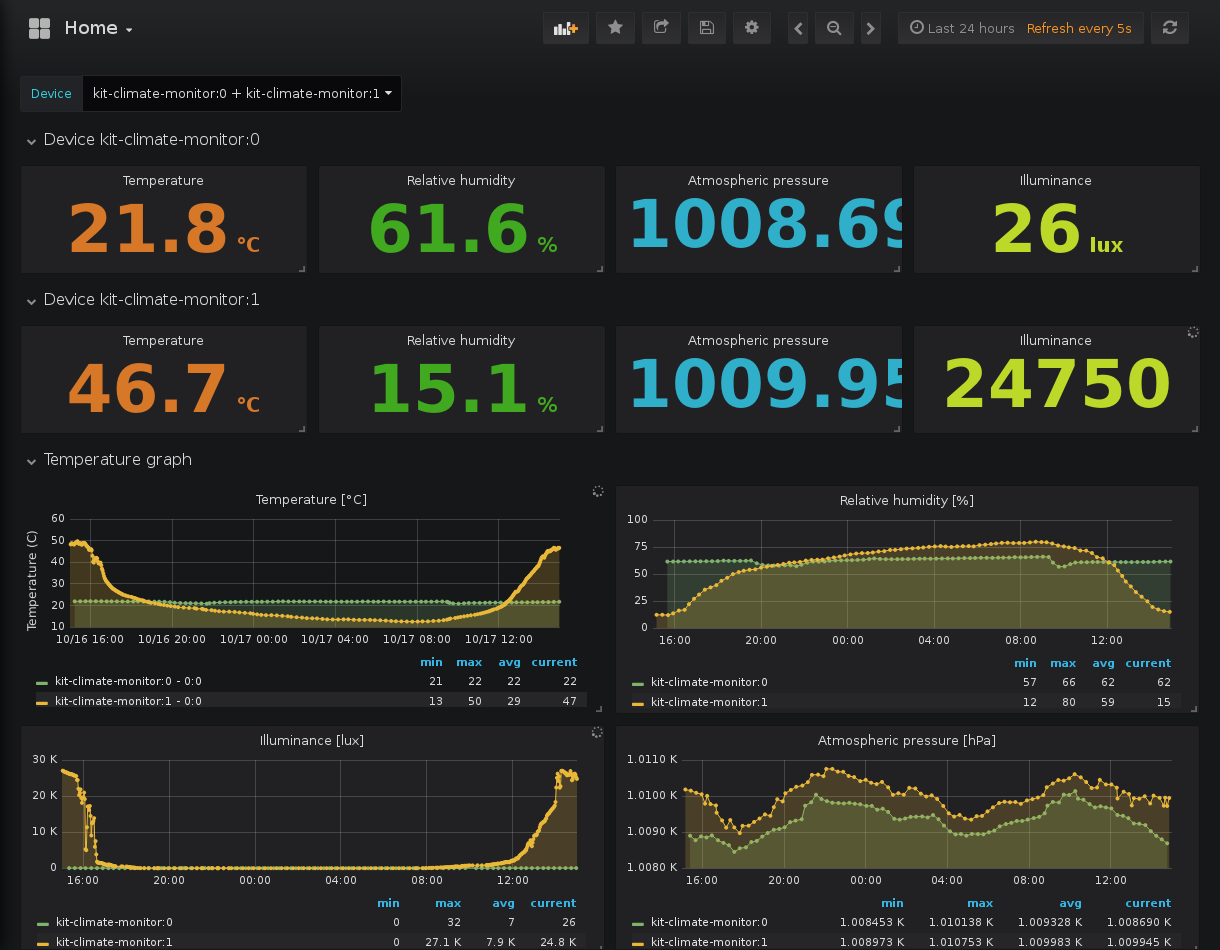 Home
Last 24 hours Refresh every 5s
Device kit-climate-monitor:0 + kit-climate-monitor:1
Device kit-climate-monitor:0
Temperature Relative humidity Atmospheric pressure Illuminance
21.8 °C 61.6 % 1008.69 26 lux
Device kit-climate-monitor:1
Temperature Relative humidity Atmospheric pressure Illuminance
46.7 °C 15.1 % 1009.95 24750
Temperature graph
Temperature [°C]
Temperature (C)
60
50
40
30
20
10
10/16 16:00 10/16 20:00 10/17 00:00 10/17 04:00 10/17 08:00 10/17 12:00
min max avg current
kit-climate-monitor:0 - 0:0 21 22 22 22
kit-climate-monitor:1 - 0:0 13 50 29 47
Relative humidity [%]
100
75
50
25
0
16:00 20:00 00:00 04:00 08:00 12:00
min max avg current
kit-climate-monitor:0 57 66 62 62
kit-climate-monitor:1 12 80 59 15
Illuminance [lux]
30 K
20 K
10 K
0
16:00 20:00 00:00 04:00 08:00 12:00
min max avg current
kit-climate-monitor:0 0 32 7 26
kit-climate-monitor:1 0 27.1 K 7.9 K 24.8 K
Atmospheric pressure [hPa]
1.0110 K
1.0100 K
1.0090 K
1.0080 K
16:00 20:00 00:00 04:00 08:00 12:00
min max avg current
kit-climate-monitor:0 1.008453 K 1.010138 K 1.009328 K 1.008690 K
kit-climate-monitor:1 1.008973 K 1.010753 K 1.009983 K 1.009945 K